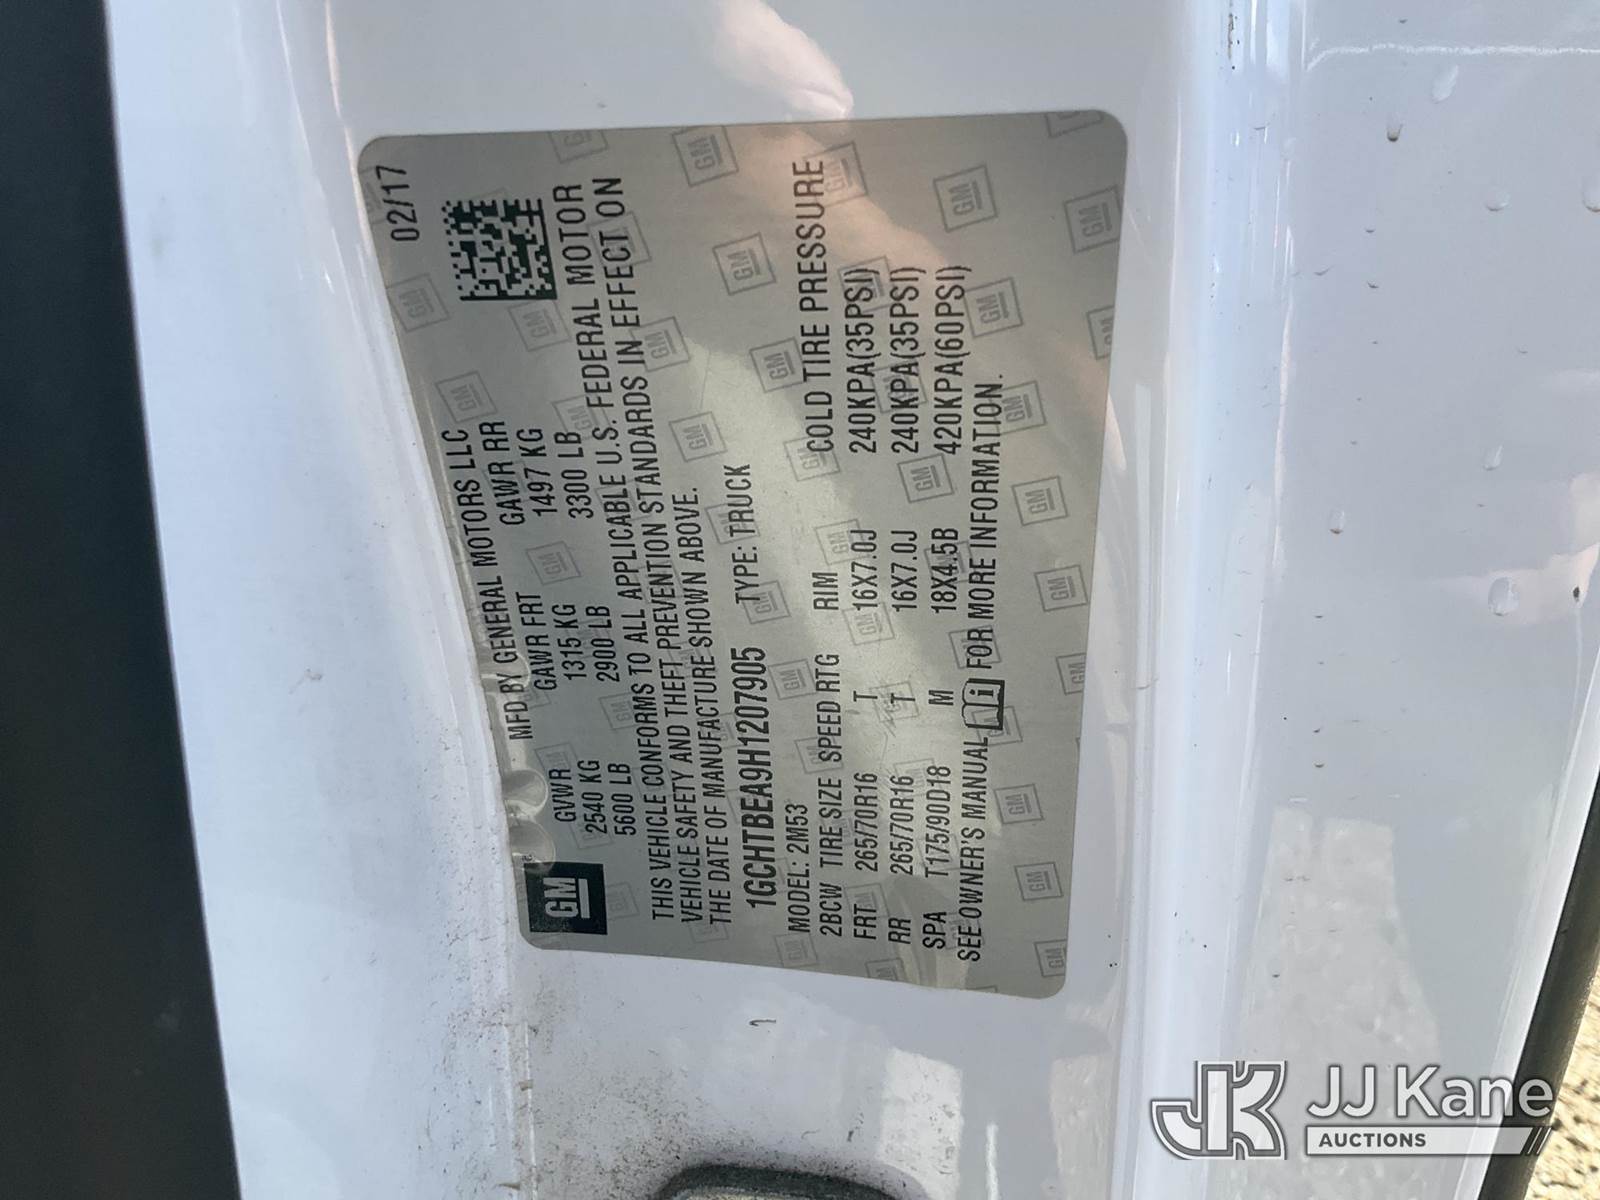 02/17
MFD BY GENERAL MOTORS LLC
GVWR GAWR FRT GAWR RR
2540 KG 1315 KG 1497 KG
5600 LB 2900 LB 3300 LB
GM
THIS VEHICLE CONFORMS TO ALL APPLICABLE U.S. FEDERAL MOTOR
VEHICLE SAFETY AND THEFT PREVENTION STANDARDS IN EFFECT ON
THE DATE OF MANUFACTURE SHOWN ABOVE.
1GCHTBEA9H1207905 TYPE: TRUCK
MODEL: 2M53
2BCW TIRE SIZE SPEED RTG RIM COLD TIRE PRESSURE
FRT 265/70R16 T 16X7.0J 240KPA(35PSI)
RR 265/70R16 T 16X7.0J 240KPA(35PSI)
SPA T175/90D18 M 18X4.5B 420KPA(60PSI)
SEE OWNER'S MANUAL i FOR MORE INFORMATION.
JK JJ Kane
AUCTIONS